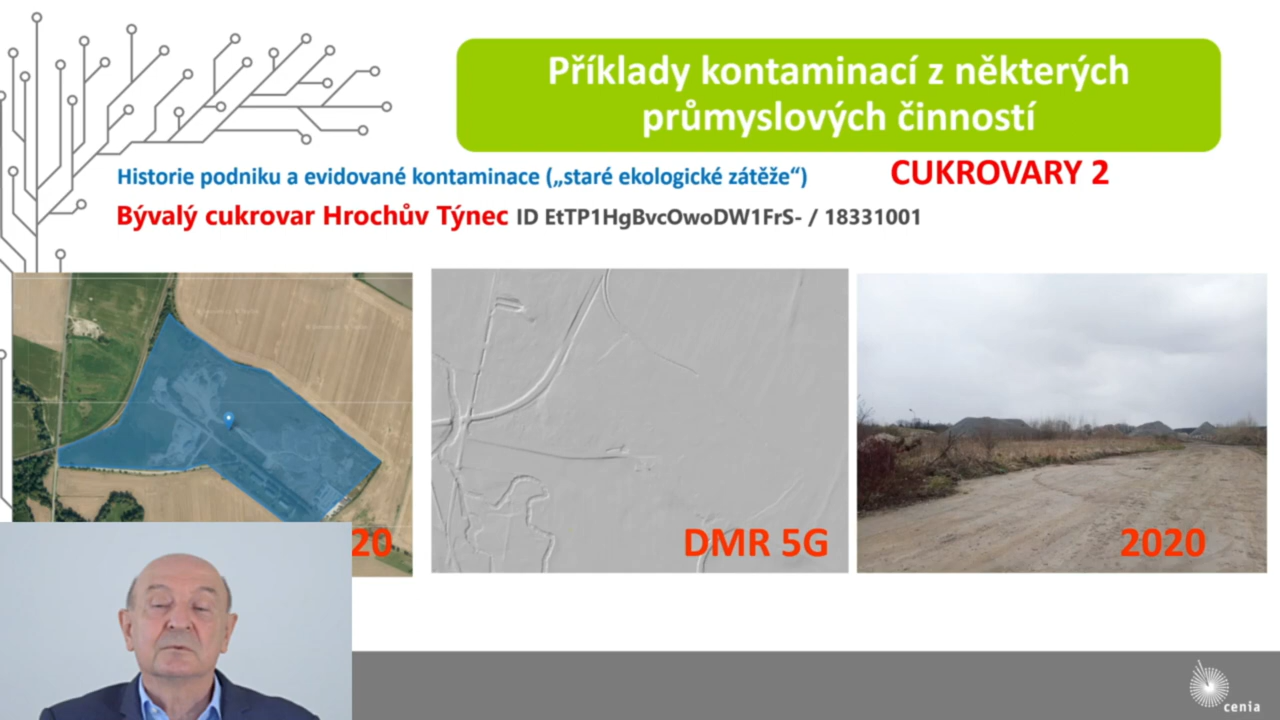 Příklady kontaminací z některých
průmyslových činností
Historie podniku a evidované kontaminace („staré ekologické zátěže“)
CUKROVARY 2
Bývalý cukrovar Hrochův Týnec ID EtTP1HgBvcOwoDW1FrS- / 18331001
20
DMR 5G
2020
cenia